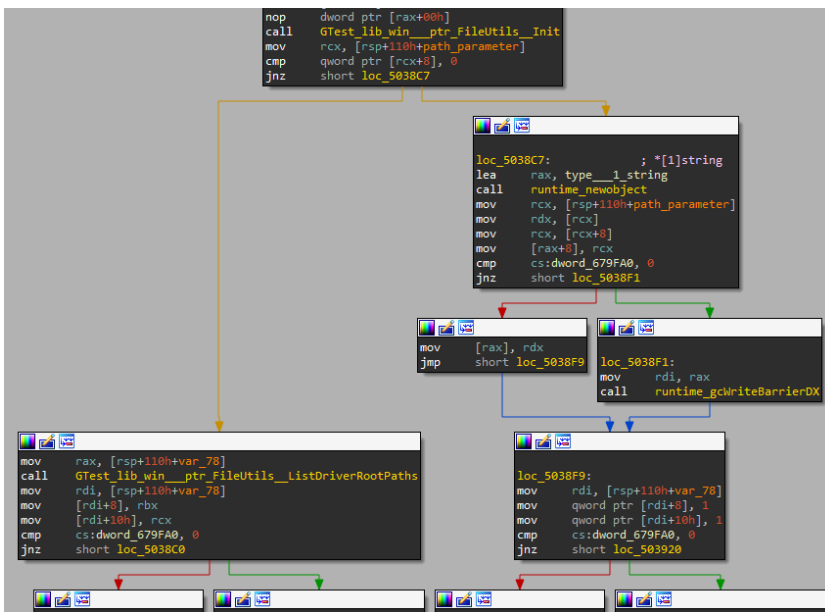 nop dword ptr [rax+00h]
call GTest_lib_win___ptr_FileUtils__Init
mov rcx, [rsp+110h+path_parameter]
cmp qword ptr [rcx+8], 0
jnz short loc_5038C7
loc_5038C7: ; *[1]string
lea rax, type___1_string
call runtime_newobject
mov rcx, [rsp+110h+path_parameter]
mov rdx, [rcx]
mov rcx, [rcx+8]
mov [rax+8], rcx
cmp cs:dword_679FA0, 0
jnz short loc_5038F1
mov [rax], rdx
jmp short loc_5038F9
loc_5038F1:
mov rdi, rax
call runtime_gcWriteBarrierDX
mov rax, [rsp+110h+var_78]
call GTest_lib_win___ptr_FileUtils__ListDriverRootPaths
mov rdi, [rsp+110h+var_78]
mov [rdi+8], rbx
mov [rdi+10h], rcx
cmp cs:dword_679FA0, 0
jnz short loc_5038C0
loc_5038F9:
mov rdi, [rsp+110h+var_78]
mov qword ptr [rdi+8], 1
mov qword ptr [rdi+10h], 1
cmp cs:dword_679FA0, 0
jnz short loc_503920